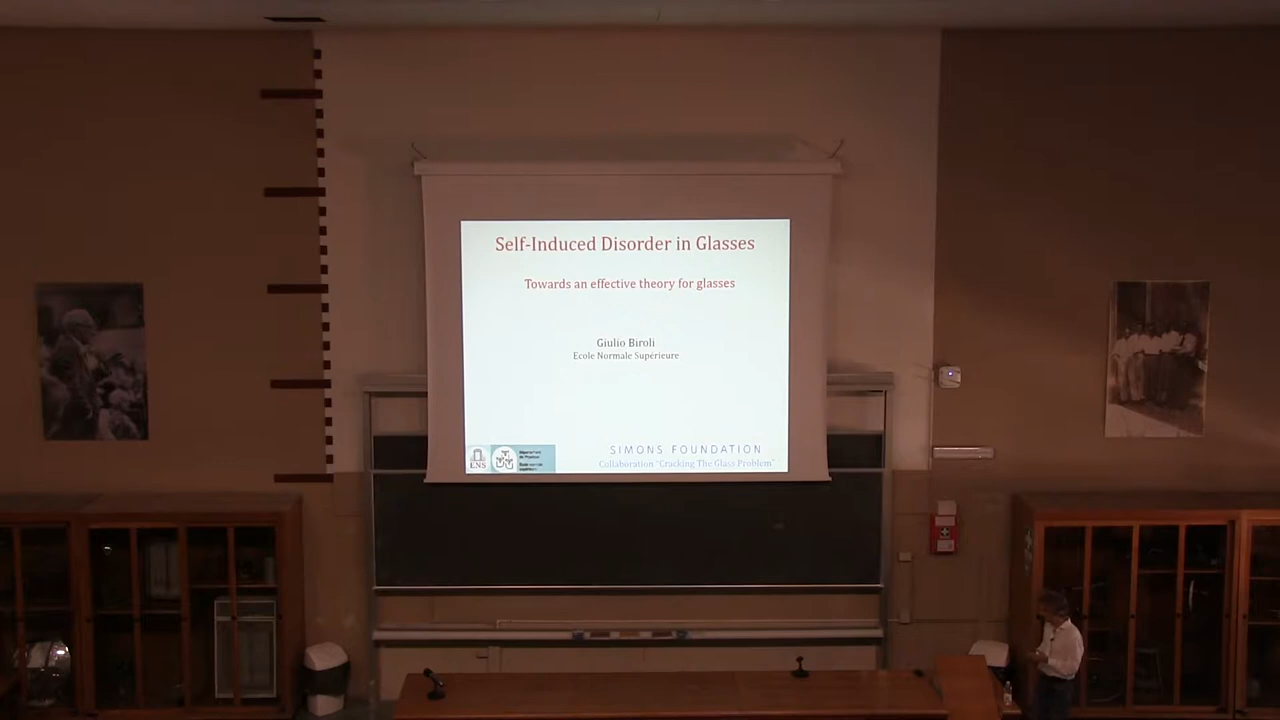 Self-Induced Disorder in Glasses
Towards an effective theory for glasses
Giulio Biroli
Ecole Normale Supérieure
ENS
SIMONS FOUNDATION
Collaboration "Cracking The Glass Problem"